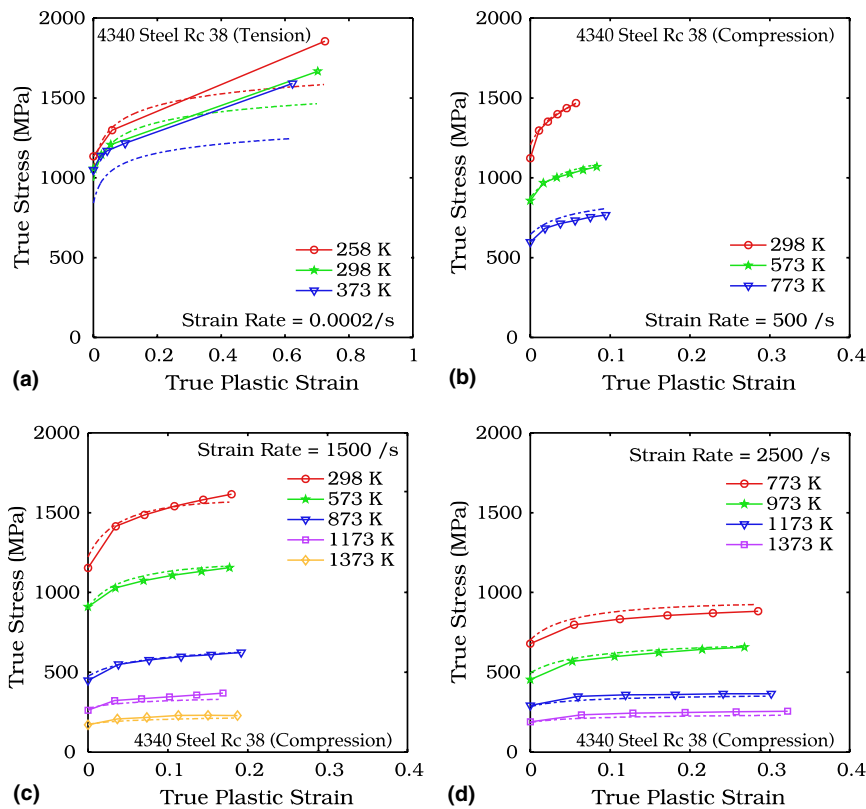 4340 Steel Rc 38 (Tension)
True Stress (MPa)
2000
1500
1000
500
0
258 K
298 K
373 K
Strain Rate = 0.0002/s
0 0.2 0.4 0.6 0.8 1
True Plastic Strain
(a)
4340 Steel Rc 38 (Compression)
True Stress (MPa)
2000
1500
1000
500
0
298 K
573 K
773 K
Strain Rate = 500 /s
0 0.1 0.2 0.3 0.4
True Plastic Strain
(b)
Strain Rate = 1500 /s
True Stress (MPa)
2000
1500
1000
500
0
298 K
573 K
873 K
1173 K
1373 K
4340 Steel Rc 38 (Compression)
0 0.1 0.2 0.3 0.4
True Plastic Strain
(c)
Strain Rate = 2500 /s
True Stress (MPa)
2000
1500
1000
500
0
773 K
973 K
1173 K
1373 K
4340 Steel Rc 38 (Compression)
0 0.1 0.2 0.3 0.4
True Plastic Strain
(d)